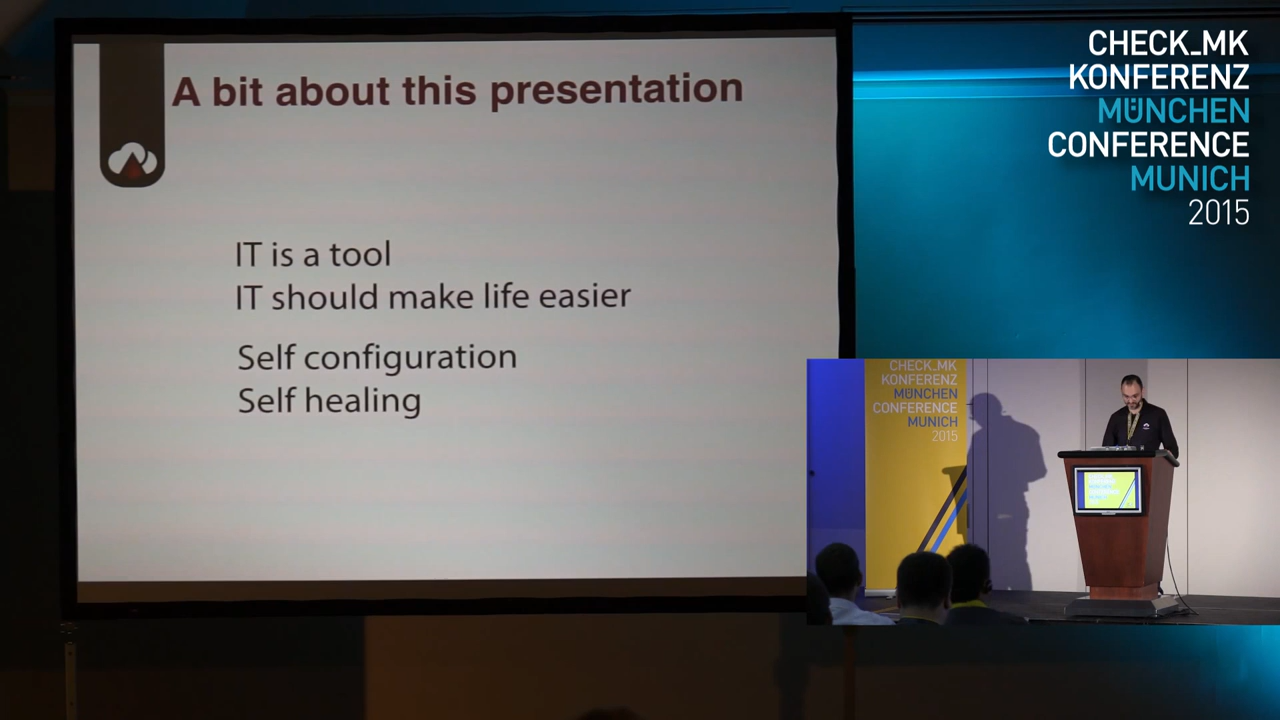 A bit about this presentation
IT is a tool
IT should make life easier
Self configuration
Self healing
CHECK_MK
KONFERENZ
MÜNCHEN
CONFERENCE
MUNICH
2015
CHECK_MK
KONFERENZ
MÜNCHEN
CONFERENCE
MUNICH
2015